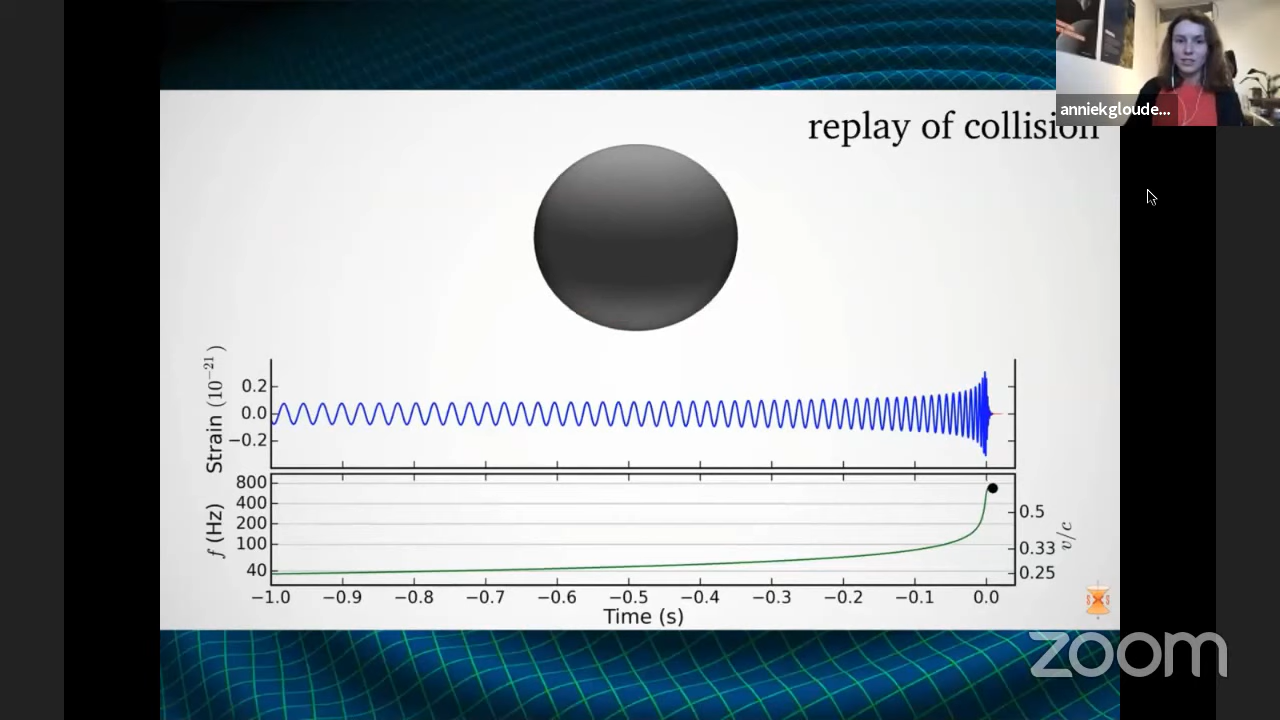 anniekgloude...
replay of collision
Strain (10⁻²¹)
0.2
0.0
−0.2
f (Hz)
800
400
200
100
40
0.5
0.33
0.25
v/c
−1.0 −0.9 −0.8 −0.7 −0.6 −0.5 −0.4 −0.3 −0.2 −0.1 0.0
Time (s)
S S
zoom